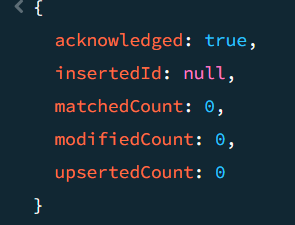 {
acknowledged: true,
insertedId: null,
matchedCount: 0,
modifiedCount: 0,
upsertedCount: 0
}